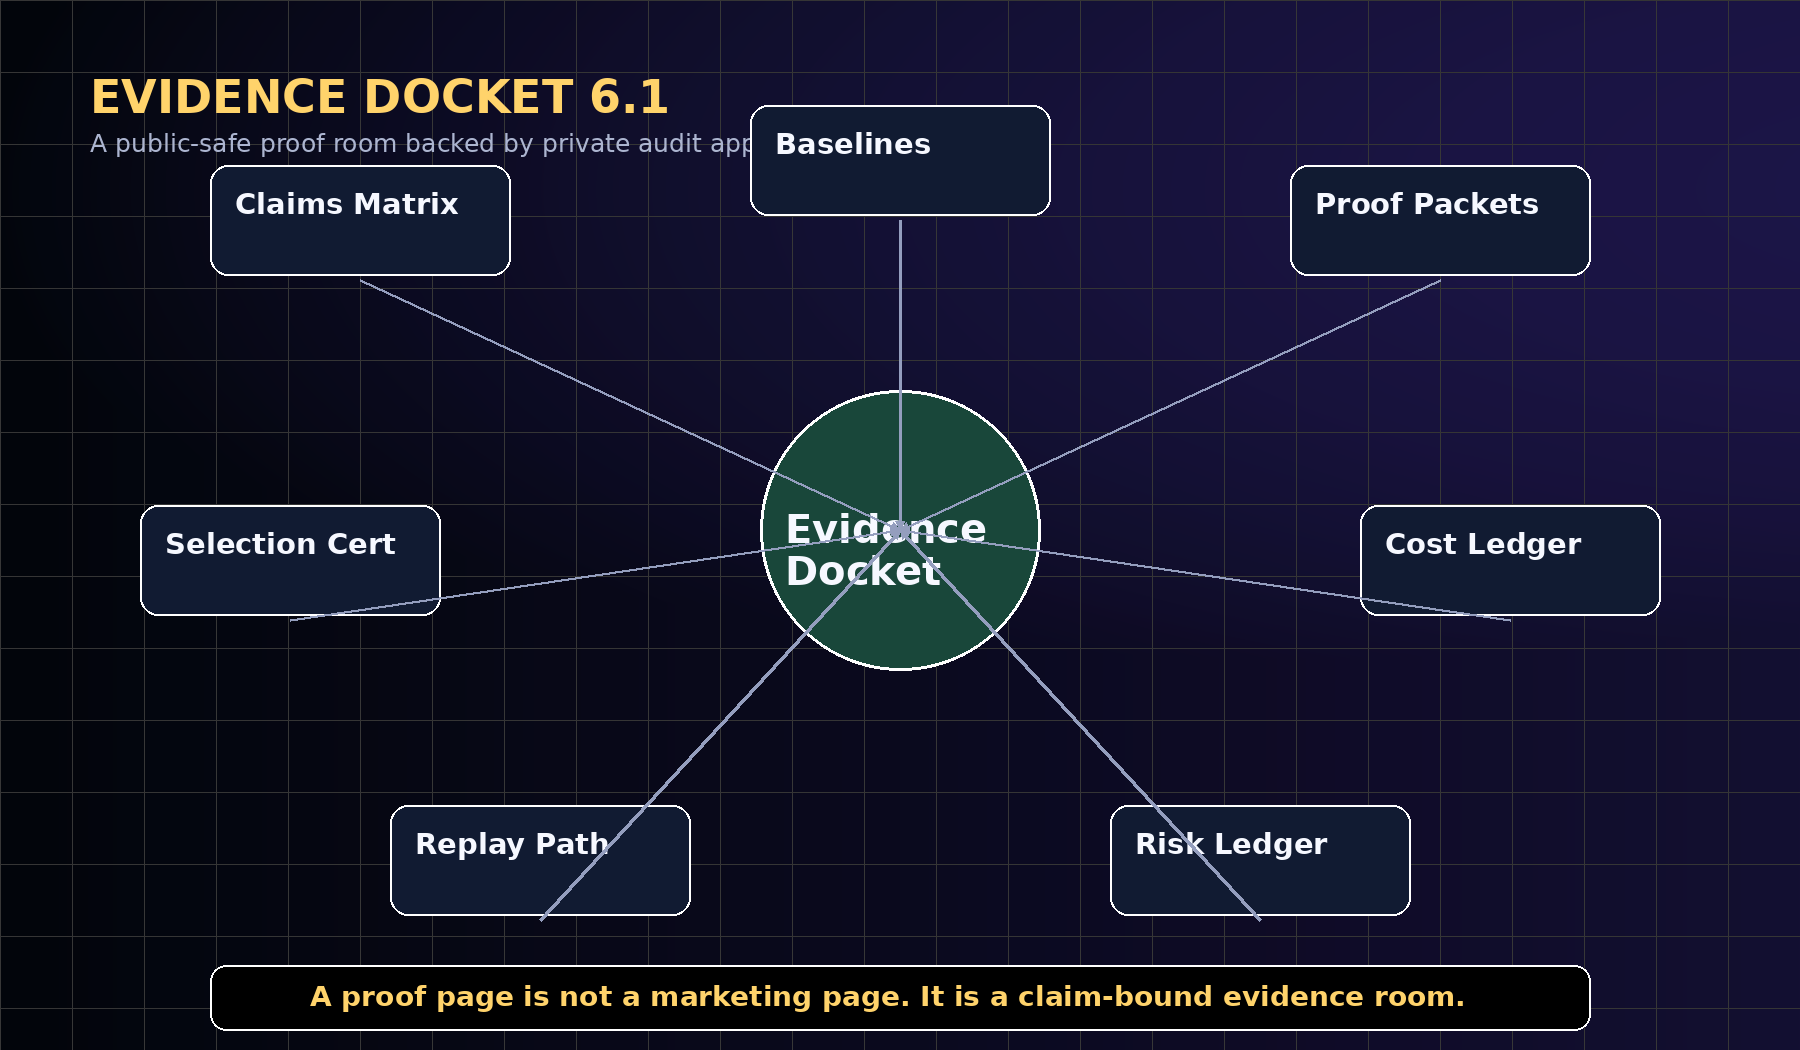 EVIDENCE DOCKET 6.1
A public-safe proof room backed by private audit
Baselines
Claims Matrix
Proof Packets
Evidence
Docket
Selection Cert
Cost Ledger
Replay Path
Risk Ledger
A proof page is not a marketing page. It is a claim-bound evidence room.